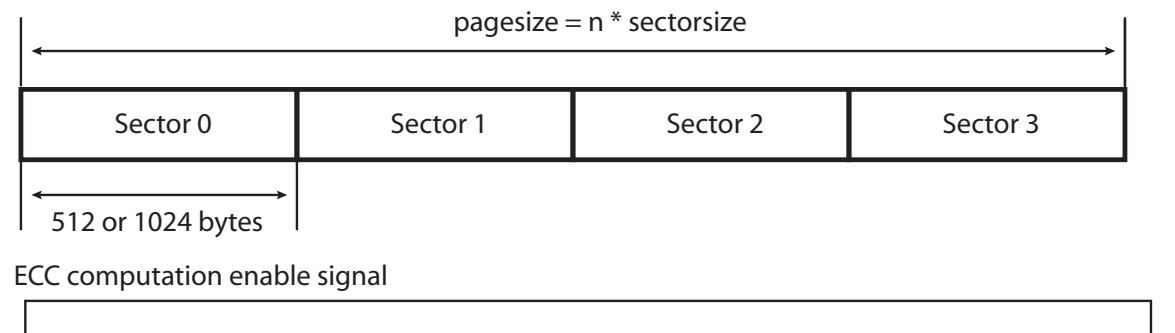 pagesize = n * sectorsize
Sector 0 Sector 1 Sector 2 Sector 3
512 or 1024 bytes
ECC computation enable signal